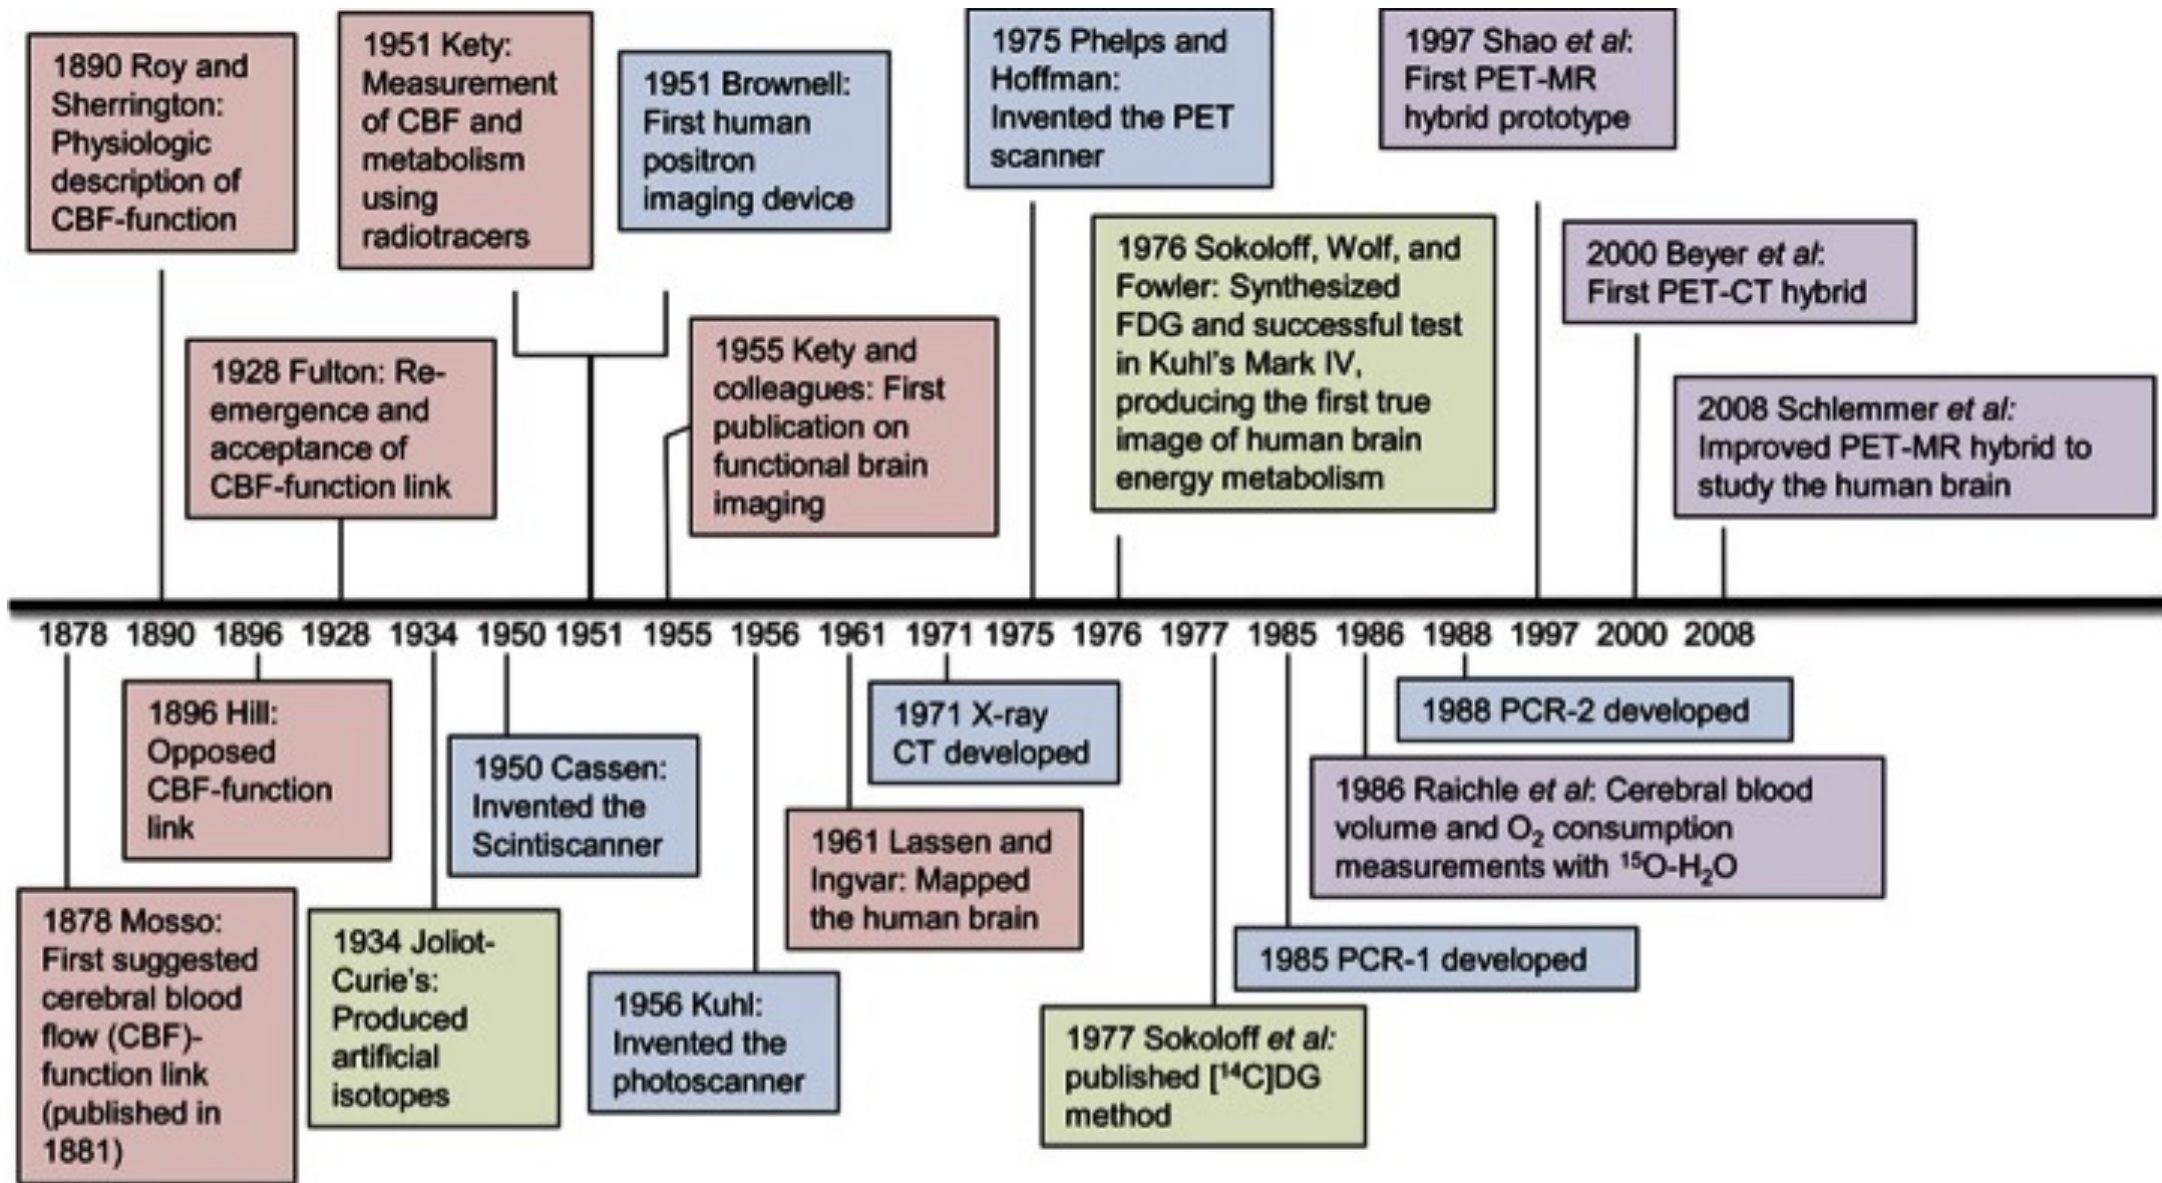 1890 Roy and
Sherrington:
Physiologic
description of
CBF-function
1951 Kety:
Measurement
of CBF and
metabolism
using
radiotracers
1951 Brownell:
First human
positron
imaging device
1975 Phelps and
Hoffman:
Invented the PET
scanner
1997 Shao et al:
First PET-MR
hybrid prototype
1928 Fulton: Re-
emergence and
acceptance of
CBF-function link
1955 Kety and
colleagues: First
publication on
functional brain
imaging
1976 Sokoloff, Wolf, and
Fowler: Synthesized
FDG and successful test
in Kuhl's Mark IV,
producing the first true
image of human brain
energy metabolism
2000 Beyer et al:
First PET-CT hybrid
2008 Schlemmer et al:
Improved PET-MR hybrid to
study the human brain
1878 1890 1896 1928 1934 1950 1951 1955 1956 1961 1971 1975 1976 1977 1985 1986 1988 1997 2000 2008
1878 Mosso:
First suggested
cerebral blood
flow (CBF)-
function link
(published in
1881)
1896 Hill:
Opposed
CBF-function
link
1934 Joliot-
Curie's:
Produced
artificial
isotopes
1950 Cassen:
Invented the
Scintiscanner
1956 Kuhl:
Invented the
photoscanner
1961 Lassen and
Ingvar: Mapped
the human brain
1971 X-ray
CT developed
1977 Sokoloff et al:
published [¹⁴C]DG
method
1985 PCR-1 developed
1986 Raichle et al: Cerebral blood
volume and O₂ consumption
measurements with ¹⁵O-H₂O
1988 PCR-2 developed